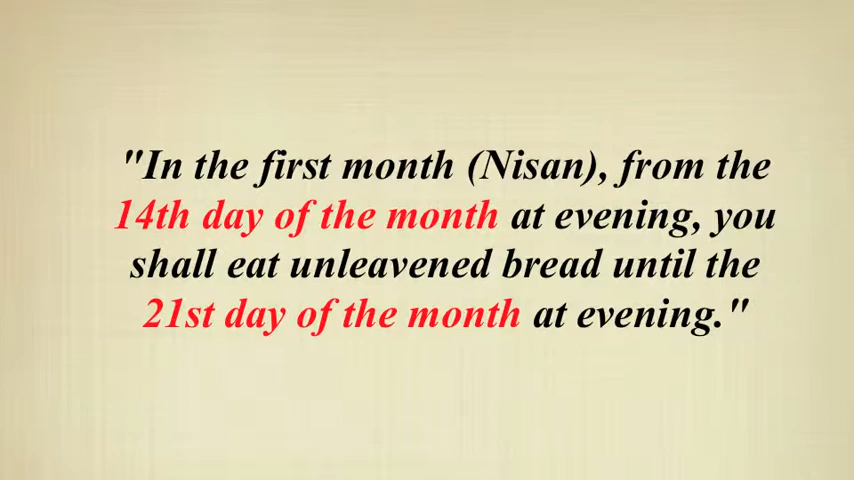 "In the first month (Nisan), from the
14th day of the month at evening, you
shall eat unleavened bread until the
21st day of the month at evening."